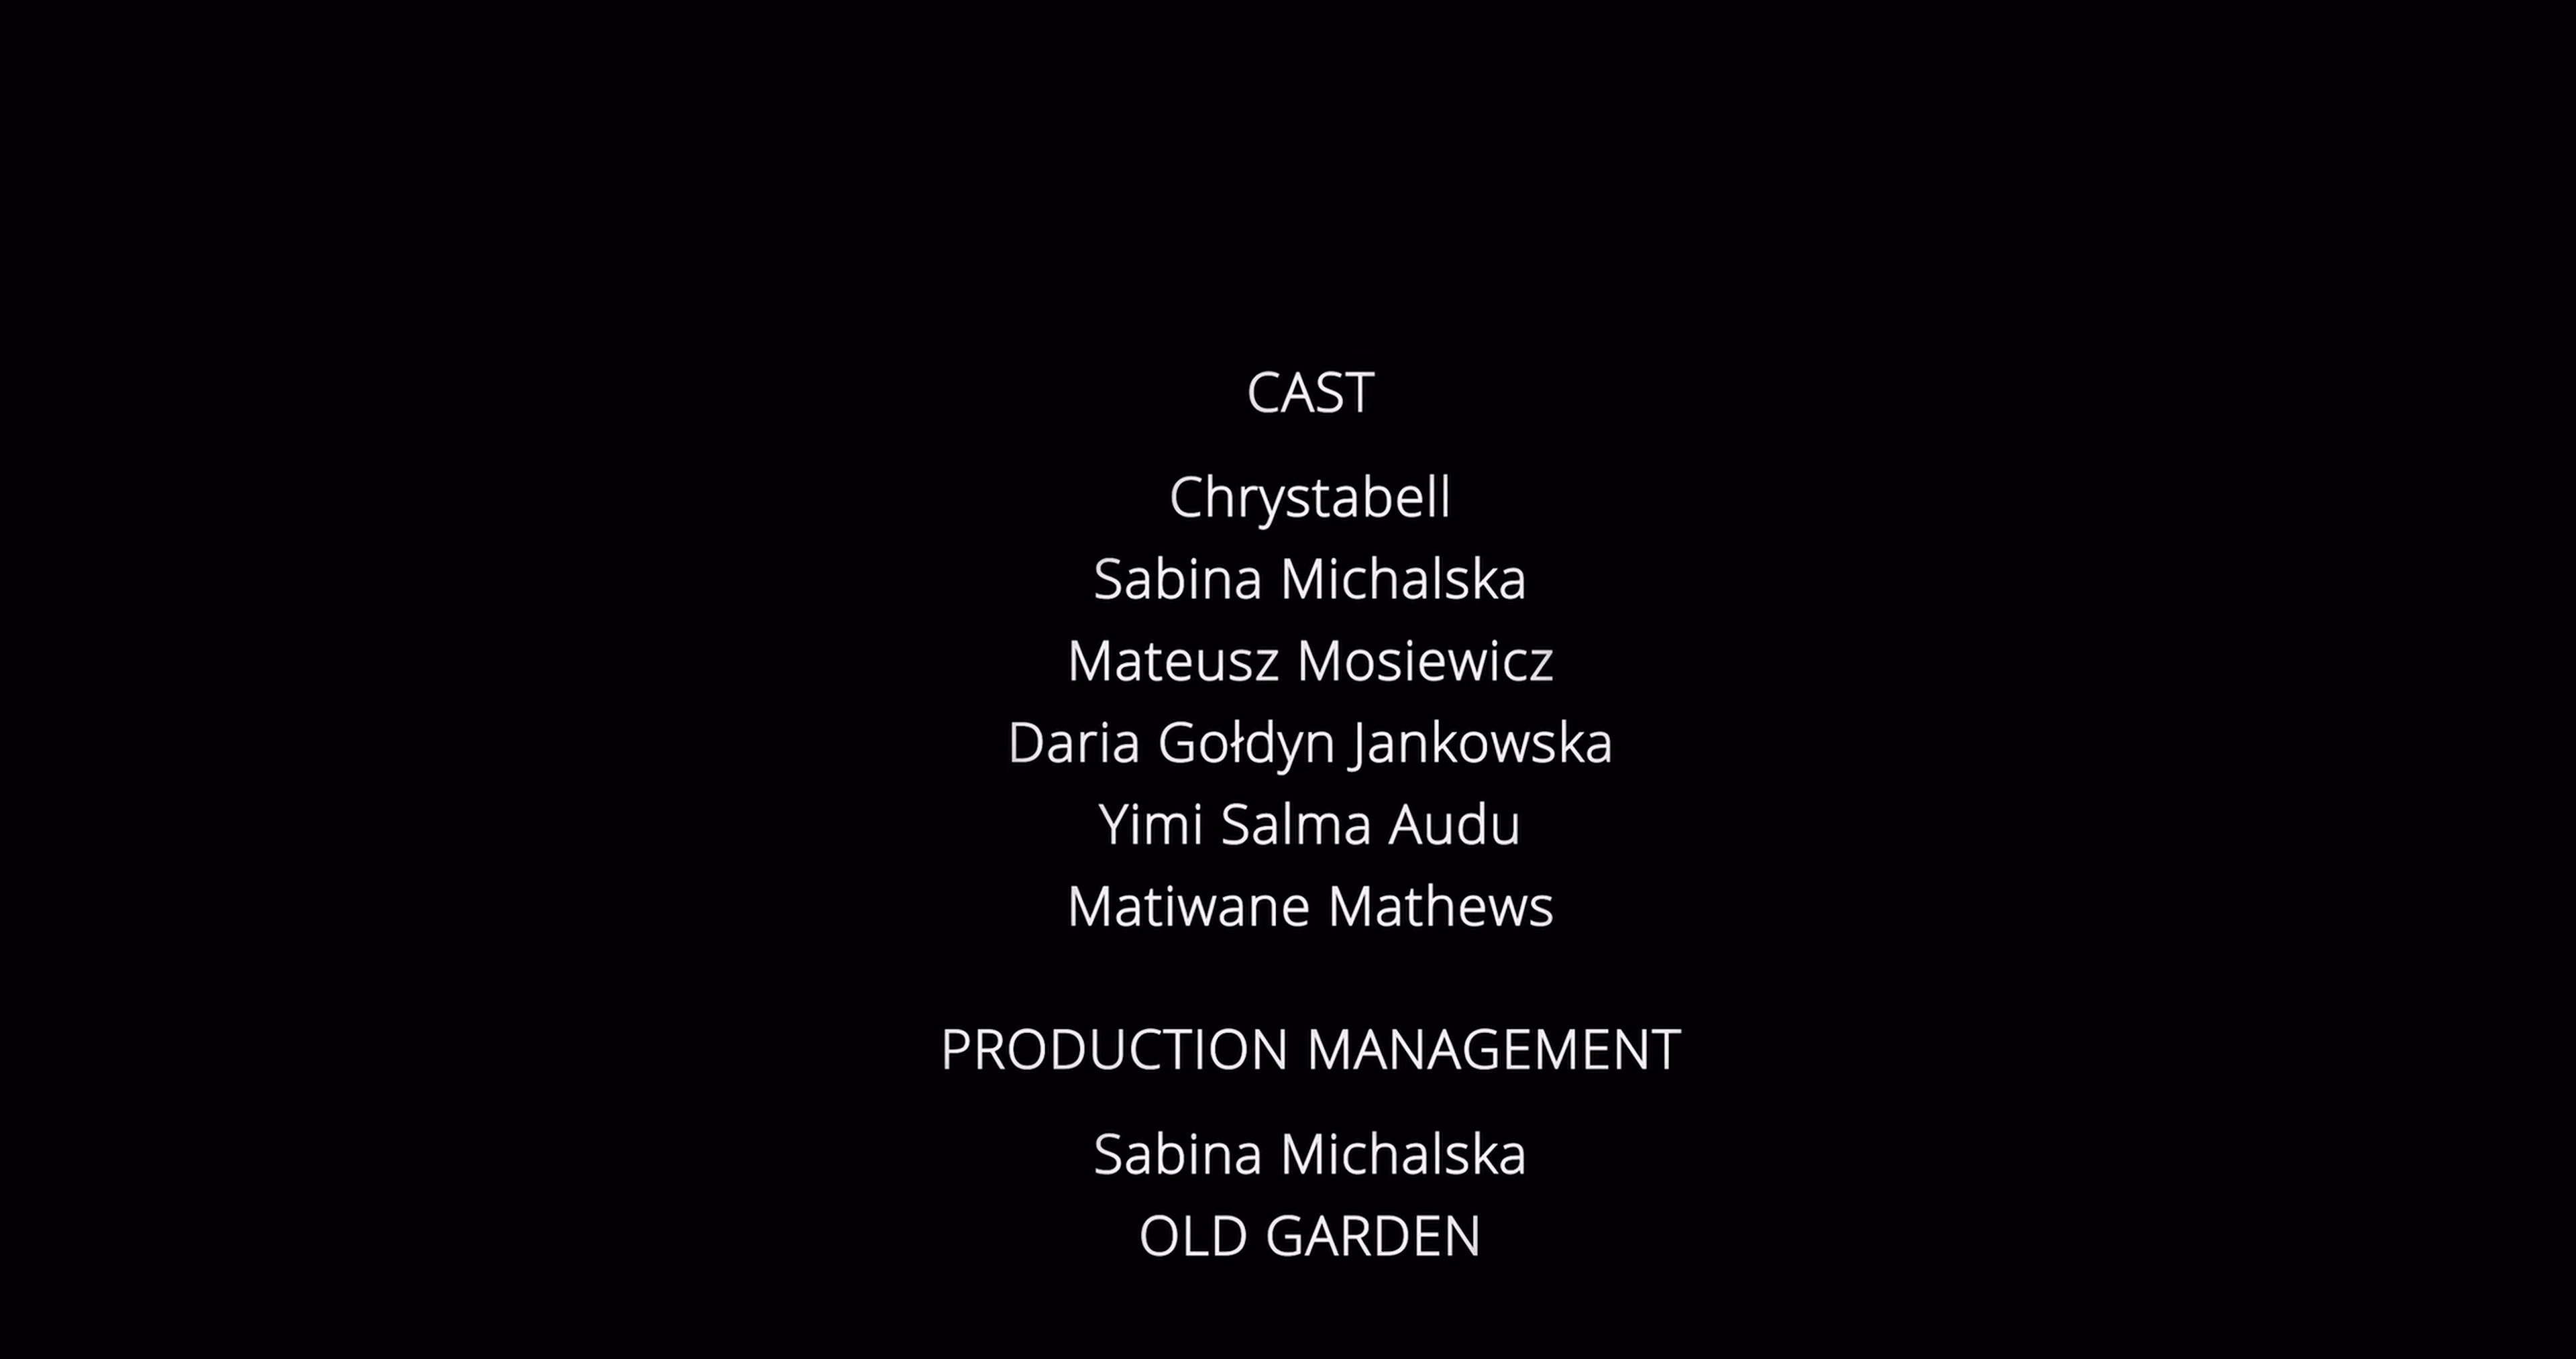 CAST
Chrystabell
Sabina Michalska
Mateusz Mosiewicz
Daria Gołdyn Jankowska
Yimi Salma Audu
Matiwane Mathews
PRODUCTION MANAGEMENT
Sabina Michalska
OLD GARDEN